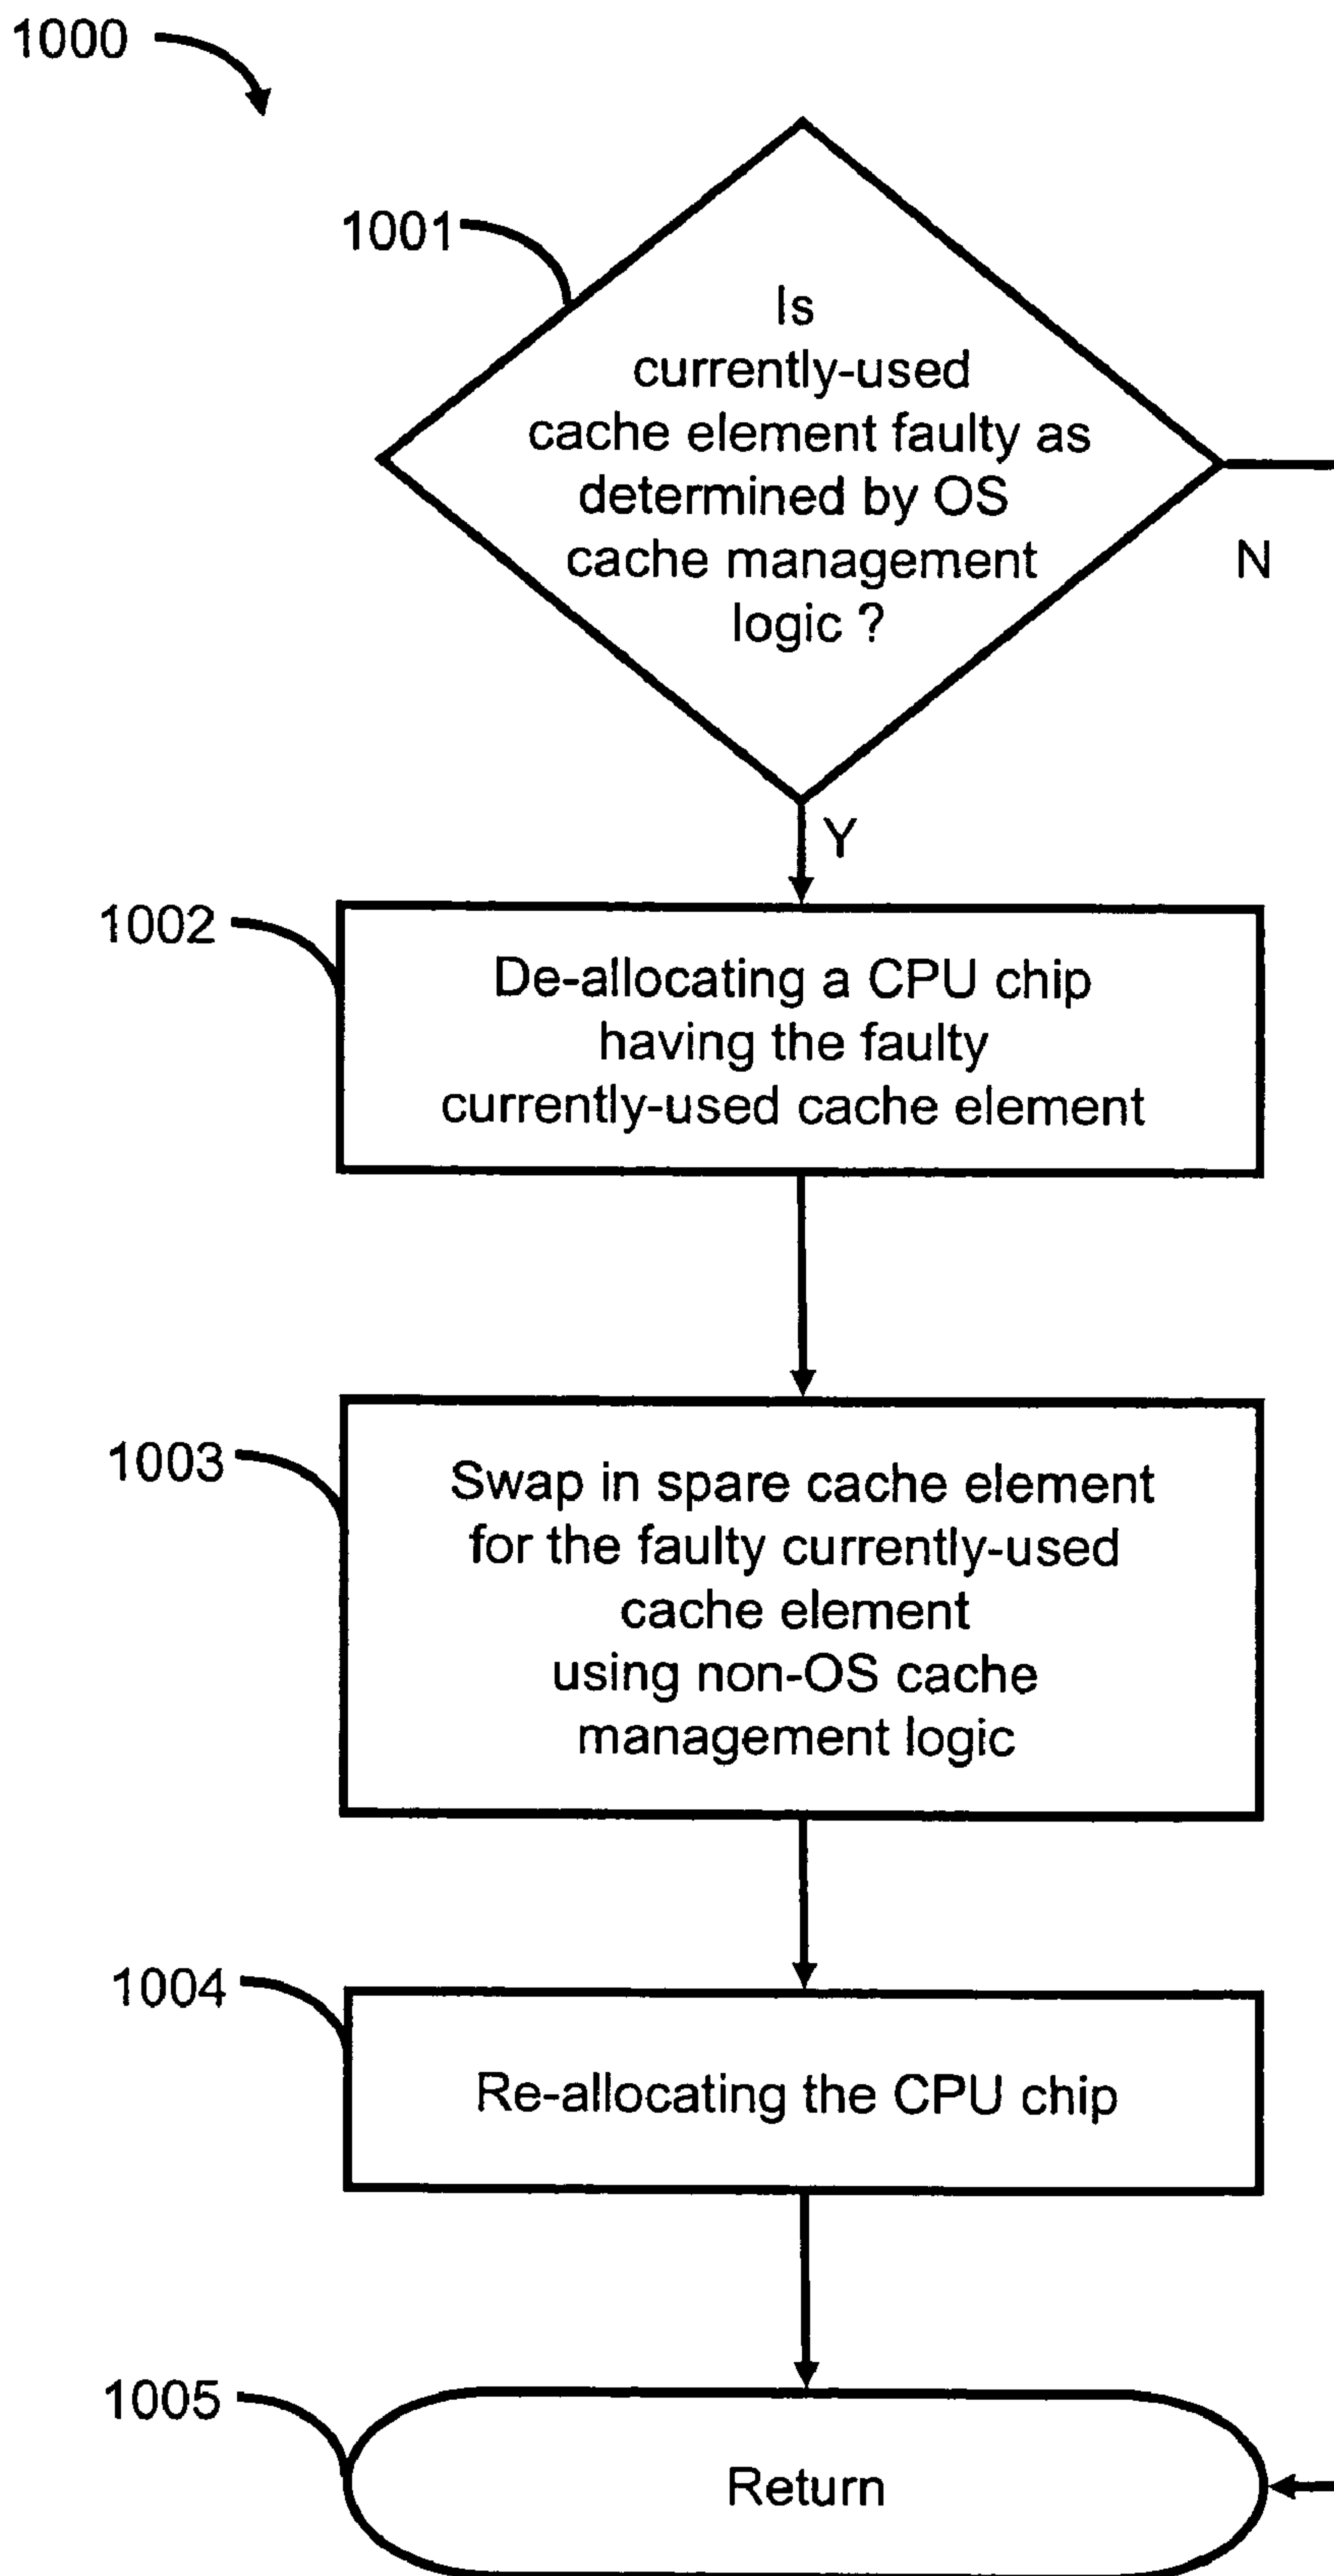 1000
1001
Is
currently-used
cache element faulty as
determined by OS
cache management
logic ?
N
Y
1002
De-allocating a CPU chip
having the faulty
currently-used cache element
1003
Swap in spare cache element
for the faulty currently-used
cache element
using non-OS cache
management logic
1004
Re-allocating the CPU chip
1005
Return